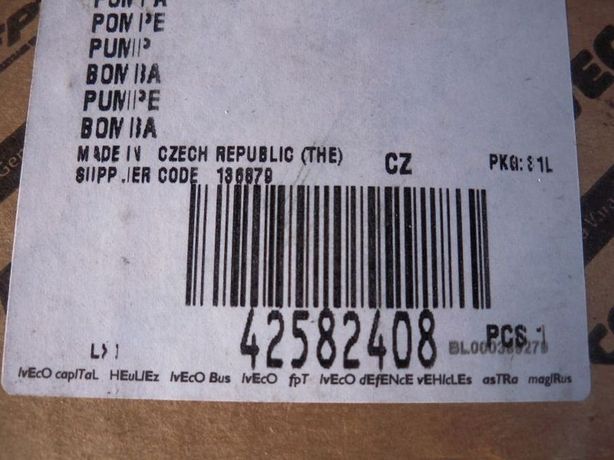 POMPE
PUMP
BOMBA
PUMPE
BOMBA
MADE IN CZECH REPUBLIC (THE) CZ
SUPPLIER CODE 136879
42582408 PCS 1
IvEcO capITaL HEuLIEz IvEcO Bus IvEcO fpT IvEcO dEfENcE vEHIcLEs asTRa magIRus